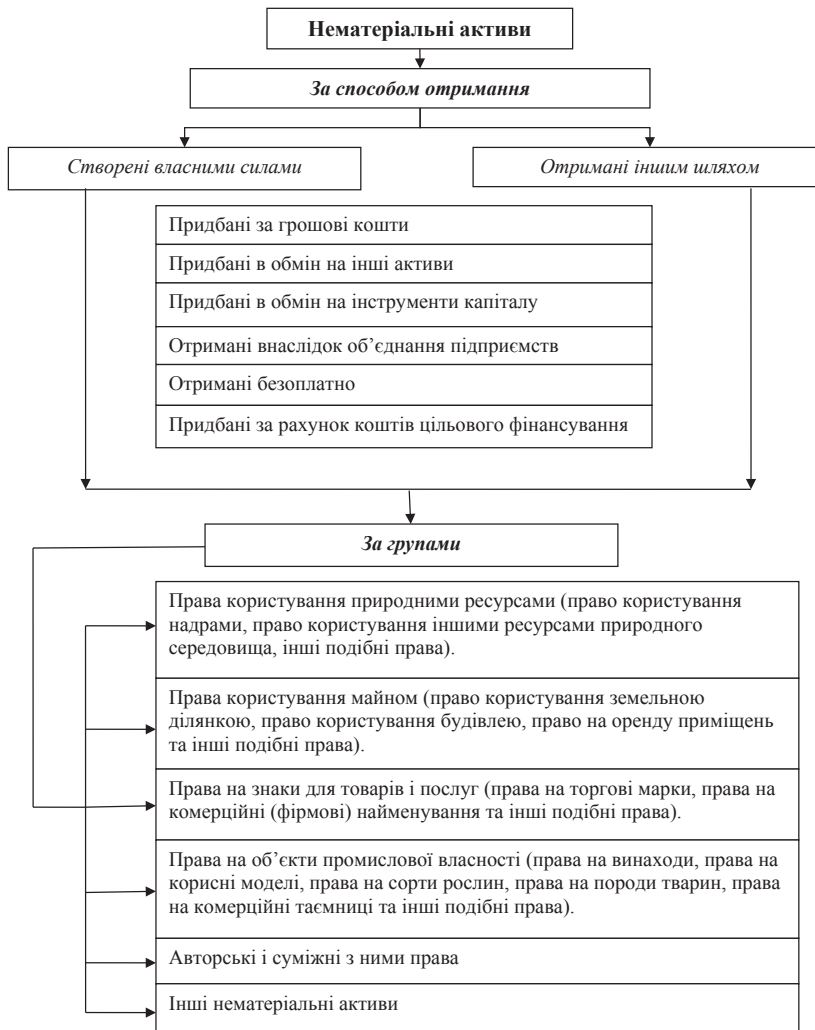 Нематеріальні активи
За способом отримання
Створені власними силами
Отримані іншим шляхом
Придбані за грошові кошти
Придбані в обмін на інші активи
Придбані в обмін на інструменти капіталу
Отримані внаслідок об’єднання підприємств
Отримані безоплатно
Придбані за рахунок коштів цільового фінансування
За групами
Права користування природними ресурсами (право користування
надрами, право користування іншими ресурсами природного
середовища, інші подібні права).
Права користування майном (право користування земельною
ділянкою, право користування будівлею, право на оренду приміщень
та інші подібні права).
Права на знаки для товарів і послуг (права на торгові марки, права на
комерційні (фірмові) найменування та інші подібні права).
Права на об’єкти промислової власності (права на винаходи, права на
корисні моделі, права на сорти рослин, права на породи тварин, права
на комерційні таємниці та інші подібні права).
Авторські і суміжні з ними права
Інші нематеріальні активи